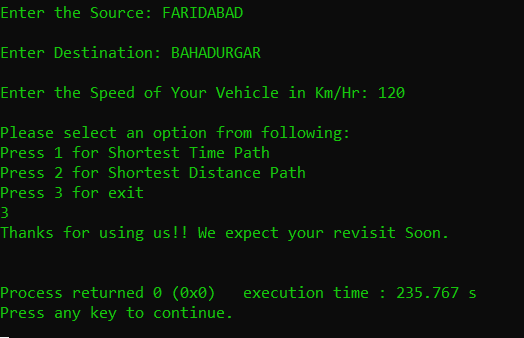 Enter the Source: FARIDABAD
Enter Destination: BAHADURGAR
Enter the Speed of Your Vehicle in Km/Hr: 120
Please select an option from following:
Press 1 for Shortest Time Path
Press 2 for Shortest Distance Path
Press 3 for exit
3
Thanks for using us!! We expect your revisit Soon.
Process returned 0 (0x0)   execution time : 235.767 s
Press any key to continue.